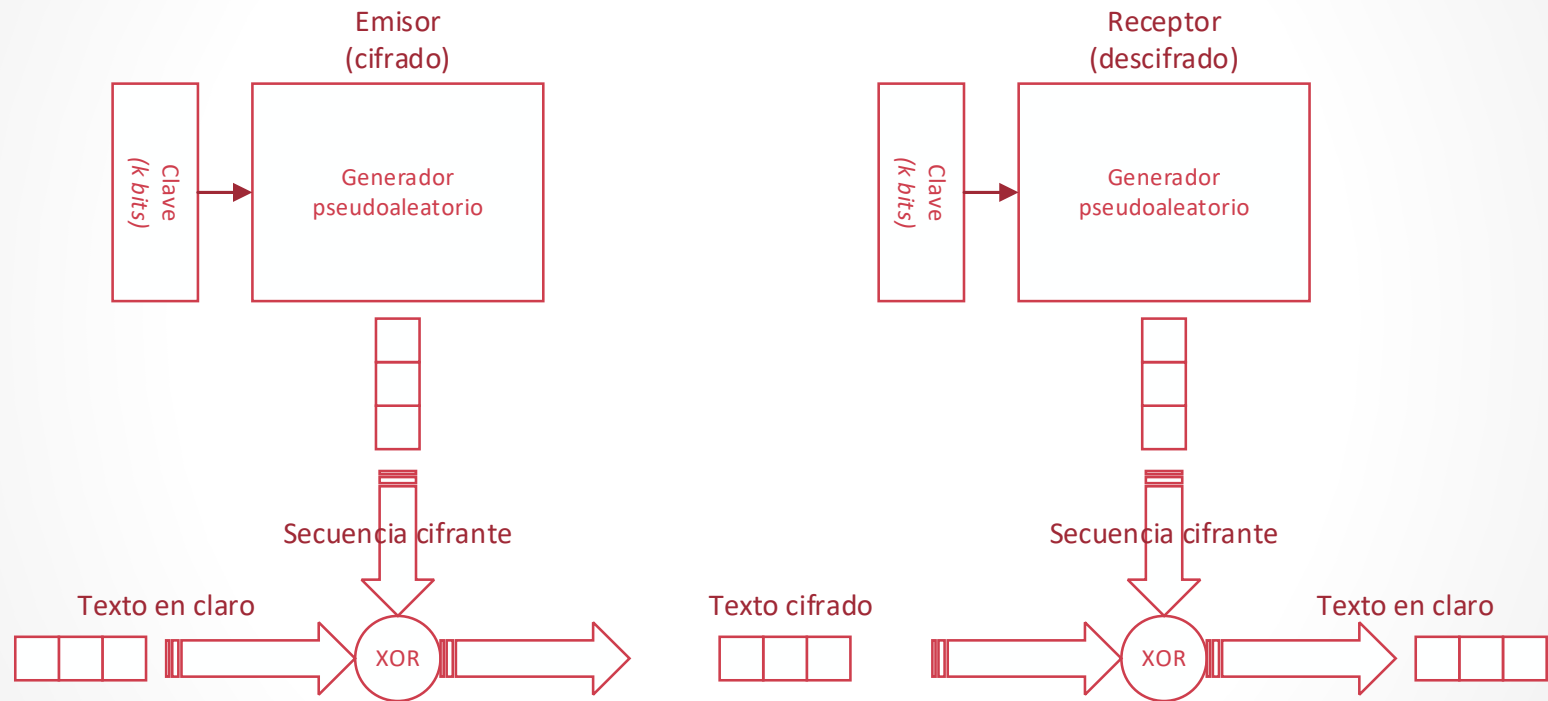 Emisor
(cifrado)
Clave
(k bits)
Generador
pseudoaleatorio
Secuencia cifrante
Texto en claro
XOR
Receptor
(descifrado)
Clave
(k bits)
Generador
pseudoaleatorio
Secuencia cifrante
Texto cifrado
XOR
Texto en claro